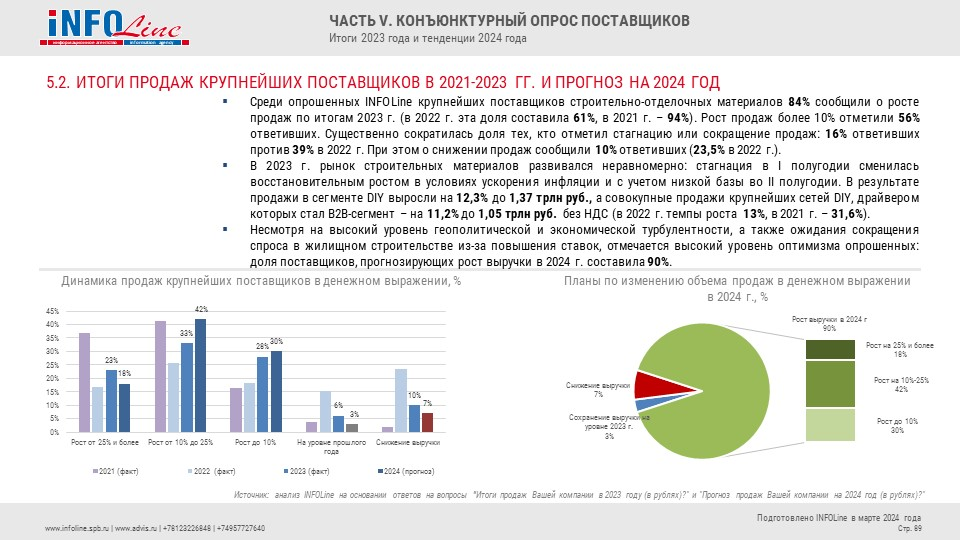 iNFOLine
информационное агентство information agency
ЧАСТЬ V. КОНЪЮНКТУРНЫЙ ОПРОС ПОСТАВЩИКОВ
Итоги 2023 года и тенденции 2024 года
5.2. ИТОГИ ПРОДАЖ КРУПНЕЙШИХ ПОСТАВЩИКОВ В 2021-2023 ГГ. И ПРОГНОЗ НА 2024 ГОД
▪ Среди опрошенных INFOLine крупнейших поставщиков строительно-отделочных материалов 84% сообщили о росте
продаж по итогам 2023 г. (в 2022 г. эта доля составила 61%, в 2021 г. – 94%). Рост продаж более 10% отметили 56%
ответивших. Существенно сократилась доля тех, кто отметил стагнацию или сокращение продаж: 16% ответивших
против 39% в 2022 г. При этом о снижении продаж сообщили 10% ответивших (23,5% в 2022 г.).
▪ В 2023 г. рынок строительных материалов развивался неравномерно: стагнация в I полугодии сменилась
восстановительным ростом в условиях ускорения инфляции и с учетом низкой базы во II полугодии. В результате
продажи в сегменте DIY выросли на 12,3% до 1,37 трлн руб., а совокупные продажи крупнейших сетей DIY, драйвером
которых стал B2B-сегмент – на 11,2% до 1,05 трлн руб. без НДС (в 2022 г. темпы роста 13%, в 2021 г. – 31,6%).
▪ Несмотря на высокий уровень геополитической и экономической турбулентности, а также ожидания сокращения
спроса в жилищном строительстве из-за повышения ставок, отмечается высокий уровень оптимизма опрошенных:
доля поставщиков, прогнозирующих рост выручки в 2024 г. составила 90%.
Динамика продаж крупнейших поставщиков в денежном выражении, %
45%
40%
35%
30%
25%
20%
15%
10%
5%
0%
23%
18%
33%
42%
28%
30%
6%
3%
10%
7%
Рост от 25% и более
Рост от 10% до 25%
Рост до 10%
На уровне прошлого
года
Снижение выручки
2021 (факт) 2022 (факт) 2023 (факт) 2024 (прогноз)
Планы по изменению объема продаж в денежном выражении
в 2024 г., %
Снижение выручки
7%
Сохранение выручки на
уровне 2023 г.
3%
Рост выручки в 2024 г
90%
Рост на 25% и более
18%
Рост на 10%-25%
42%
Рост до 10%
30%
Источник: анализ INFOLine на основании ответов на вопросы "Итоги продаж Вашей компании в 2023 году (в рублях)?" и "Прогноз продаж Вашей компании на 2024 год (в рублях)?"
www.infoline.spb.ru | www.advis.ru | +78123226848 | +74957727640
Подготовлено INFOLine в марте 2024 года
Стр. 89